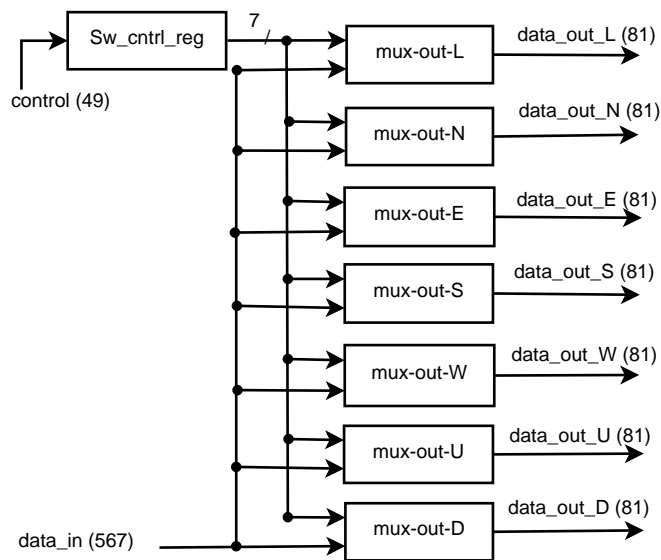 7
Sw_cntrl_reg
data_out_L (81)
mux-out-L
control (49)
data_out_N (81)
mux-out-N
data_out_E (81)
mux-out-E
data_out_S (81)
mux-out-S
data_out_W (81)
mux-out-W
data_out_U (81)
mux-out-U
data_out_D (81)
mux-out-D
data_in (567)